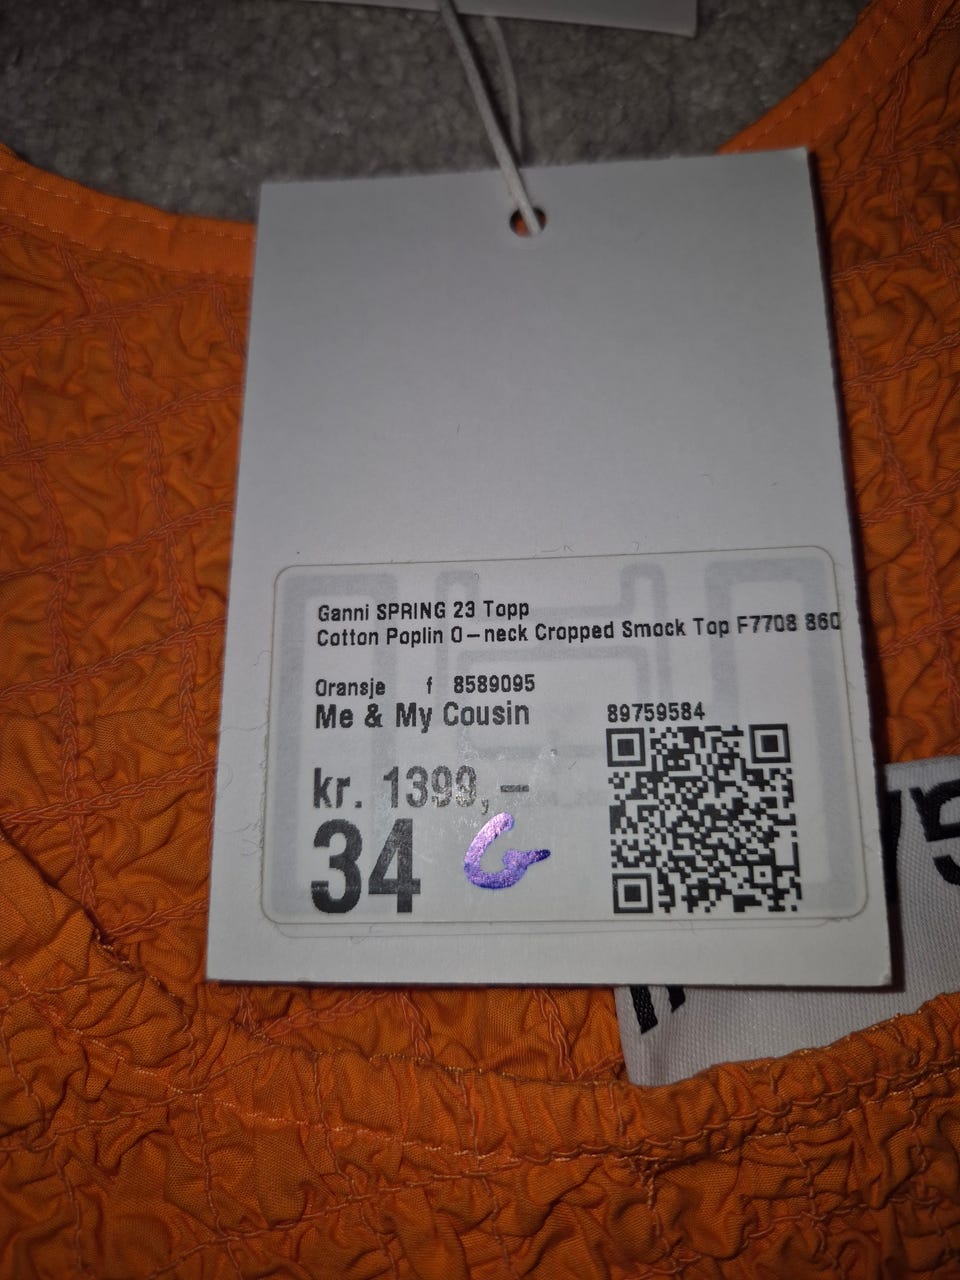 Ganni SPRING 23 Topp
Cotton Poplin O-neck Cropped Smock Top F7708 860
Oransje f 8589095
Me & My Cousin
89759584
kr. 1399,-
34
G